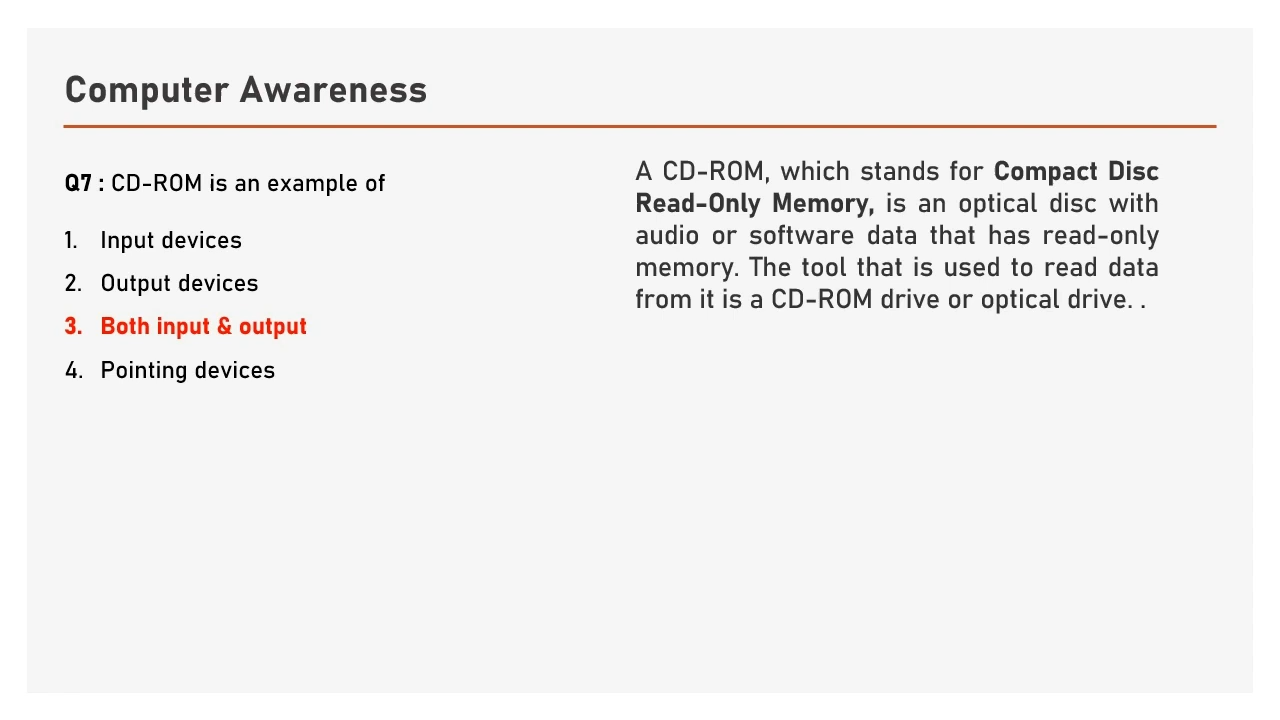 Computer Awareness
Q7 : CD-ROM is an example of
1. Input devices
2. Output devices
3. Both input & output
4. Pointing devices
A CD-ROM, which stands for Compact Disc
Read-Only Memory, is an optical disc with
audio or software data that has read-only
memory. The tool that is used to read data
from it is a CD-ROM drive or optical drive. .